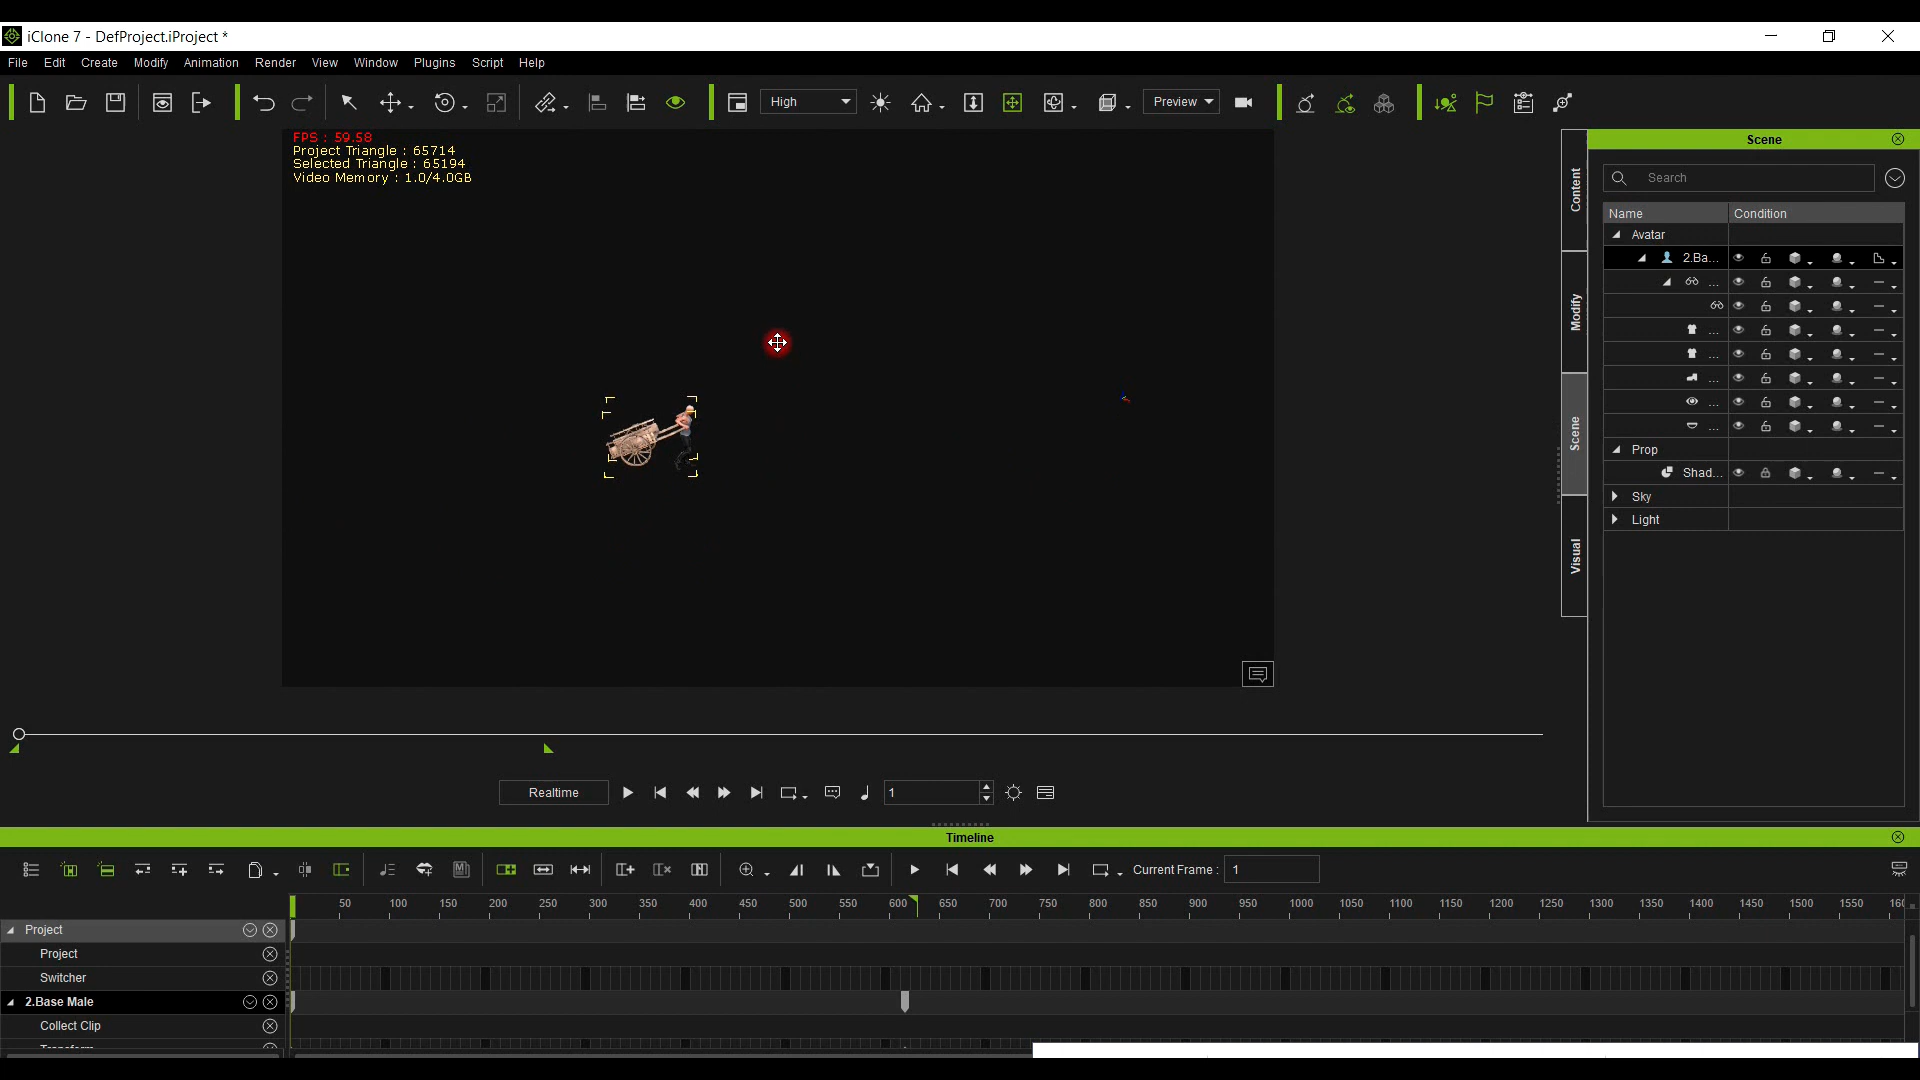 iClone 7 - DefProject.iProject *
File Edit Create Modify Animation Render View Window Plugins Script Help
High Preview
FPS : 59.58
Project Triangle : 65714
Selected Triangle : 65194
Video Memory : 1.0/4.0GB
Content
Modify
Scene
Visual
Scene
Search
Name Condition
Avatar
2.Ba...
...
...
...
...
...
...
Prop
Shad...
Sky
Light
Realtime 1
Timeline
Current Frame : 1
50 100 150 200 250 300 350 400 450 500 550 600 650 700 750 800 850 900 950 1000 1050 1100 1150 1200 1250 1300 1350 1400 1450 1500 1550
Project
Project
Switcher
2.Base Male
Collect Clip